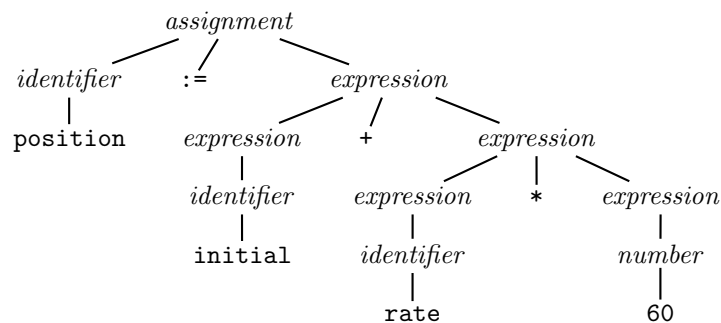 assignment
identifier := expression
position expression + expression
identifier expression * expression
initial identifier number
rate 60